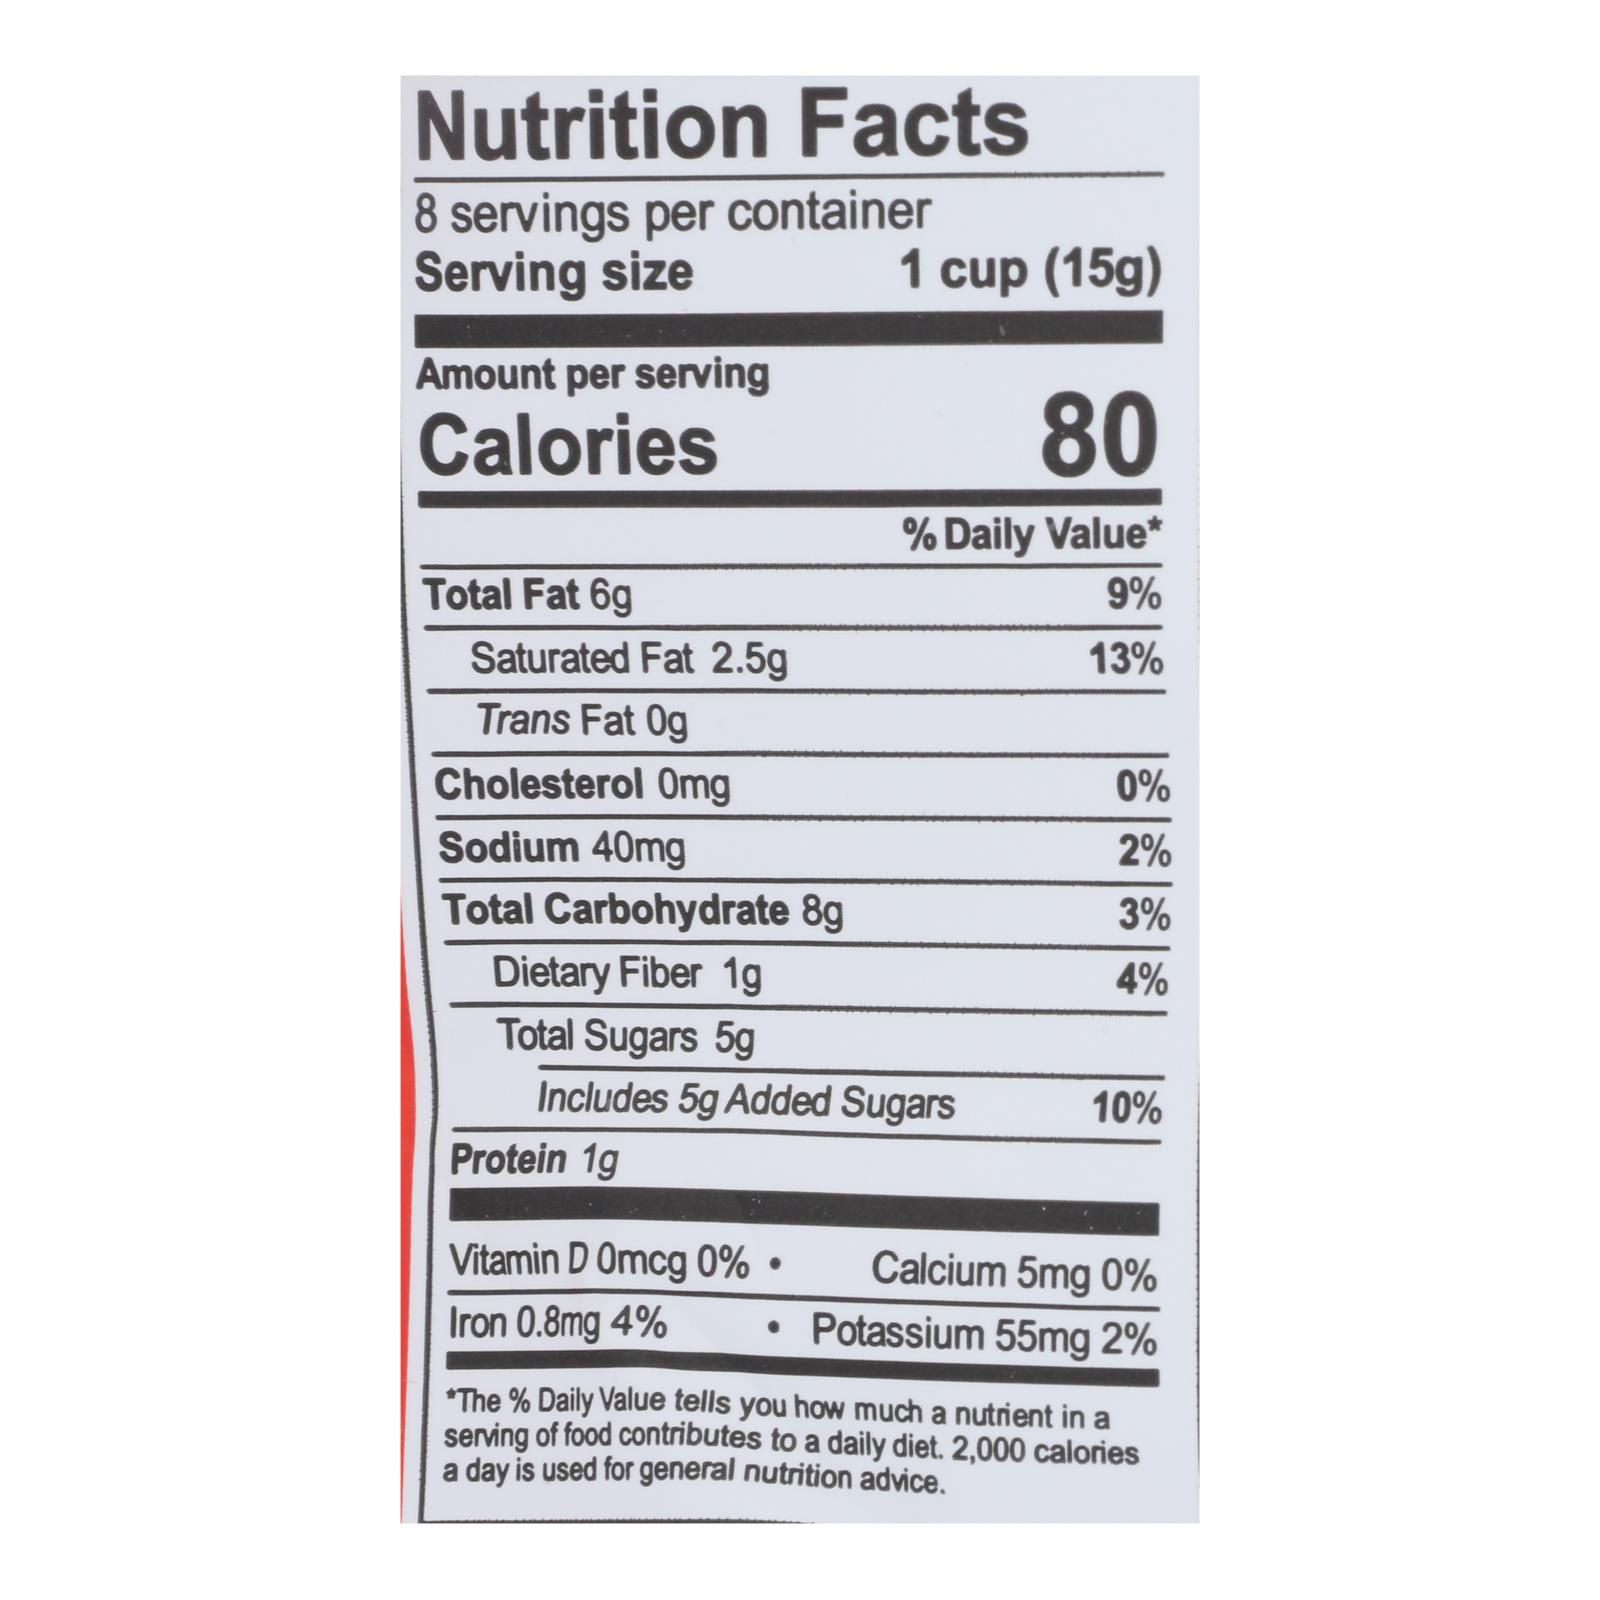 Nutrition Facts
8 servings per container
Serving size 1 cup (15g)
Amount per serving
Calories 80
% Daily Value*
Total Fat 6g 9%
Saturated Fat 2.5g 13%
Trans Fat 0g
Cholesterol 0mg 0%
Sodium 40mg 2%
Total Carbohydrate 8g 3%
Dietary Fiber 1g 4%
Total Sugars 5g
Includes 5g Added Sugars 10%
Protein 1g
Vitamin D 0mcg 0% • Calcium 5mg 0%
Iron 0.8mg 4% • Potassium 55mg 2%
*The % Daily Value tells you how much a nutrient in a
serving of food contributes to a daily diet. 2,000 calories
a day is used for general nutrition advice.